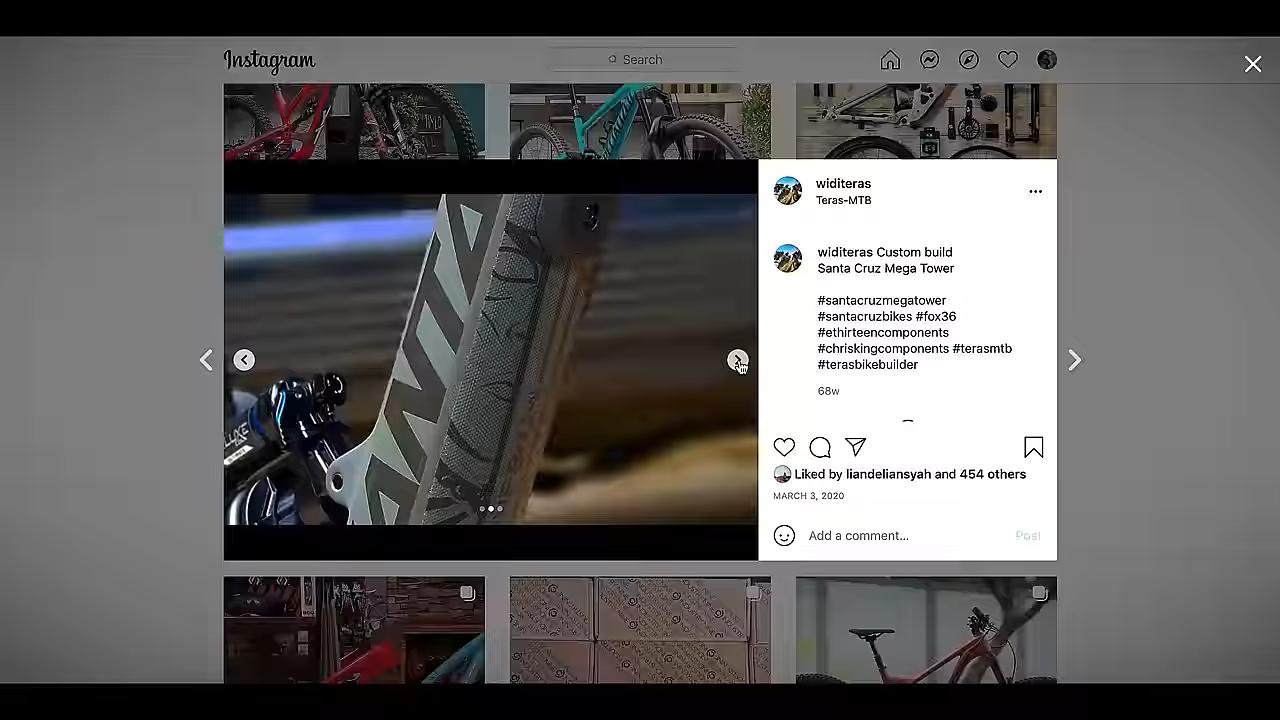 Instagram
Search
widiteras
Teras-MTB
widiteras Custom build
Santa Cruz Mega Tower
#santacruzmegatower
#santacruzbikes #fox36
#ethirteencomponents
#chriskingcomponents #terasmtb
#terasbikebuilder
68w
Liked by liandeliansyah and 454 others
MARCH 3, 2020
Add a comment...
Post